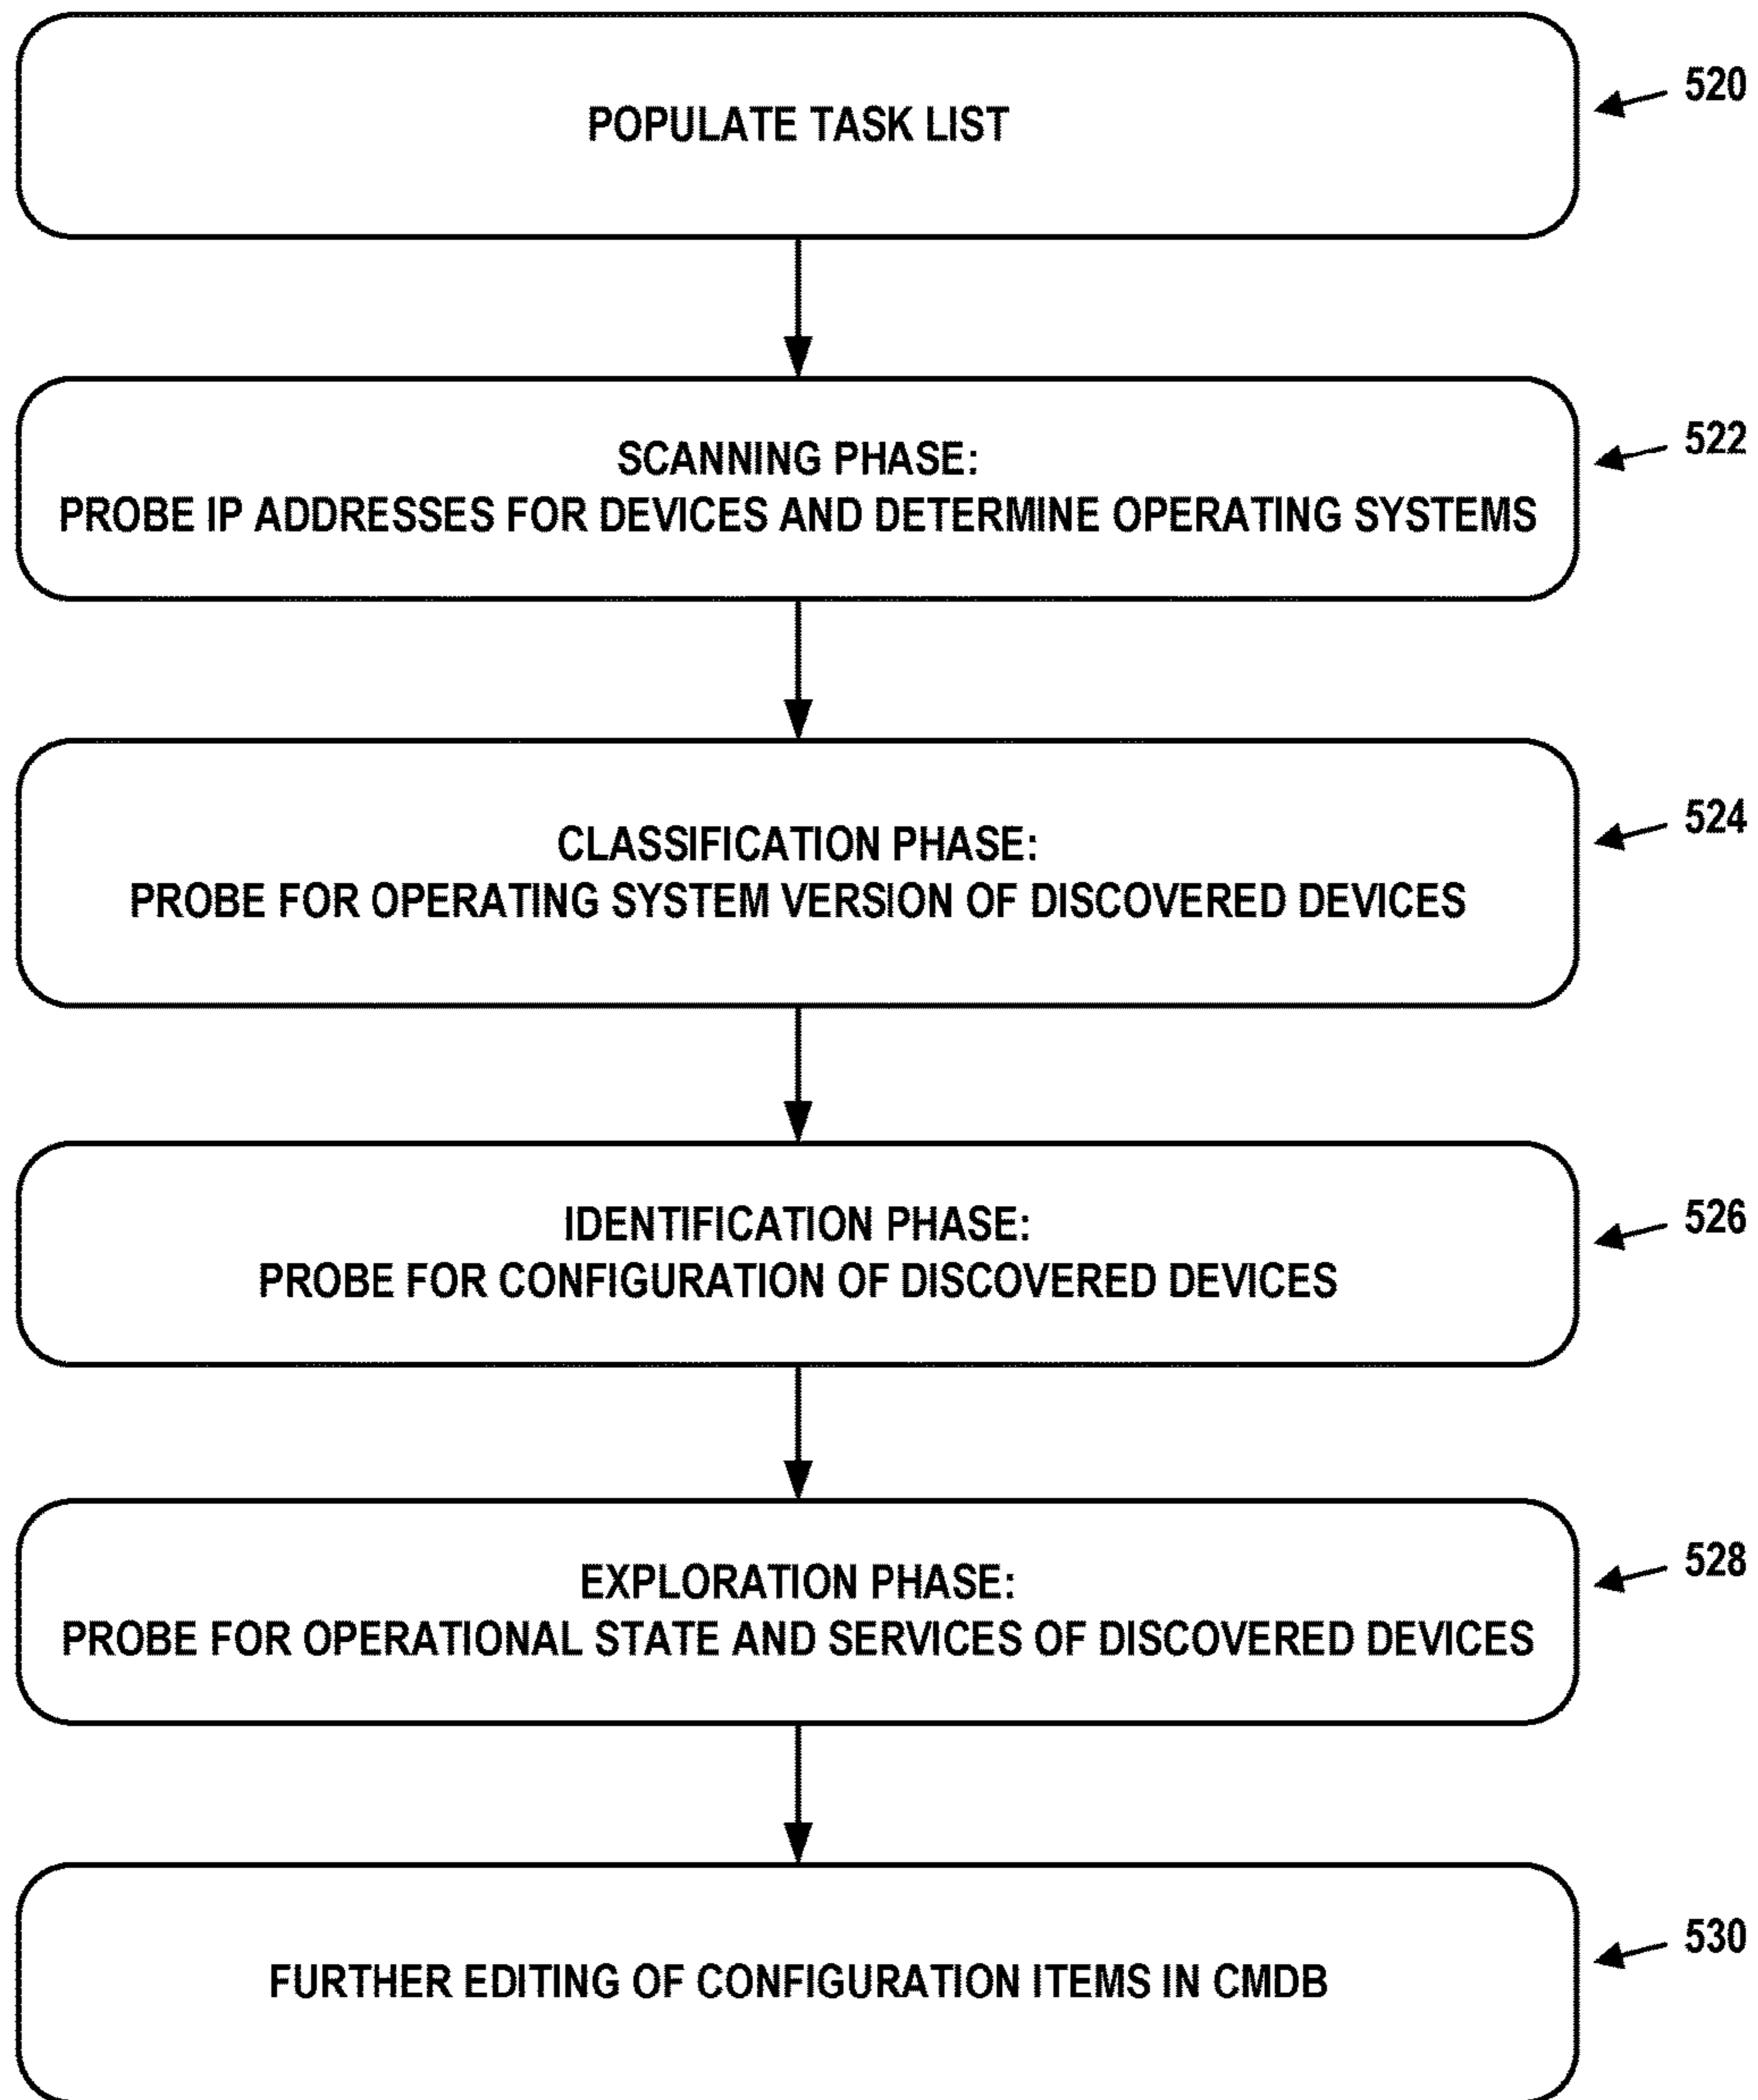 POPULATE TASK LIST
520
SCANNING PHASE:
PROBE IP ADDRESSES FOR DEVICES AND DETERMINE OPERATING SYSTEMS
522
CLASSIFICATION PHASE:
PROBE FOR OPERATING SYSTEM VERSION OF DISCOVERED DEVICES
524
IDENTIFICATION PHASE:
PROBE FOR CONFIGURATION OF DISCOVERED DEVICES
526
EXPLORATION PHASE:
PROBE FOR OPERATIONAL STATE AND SERVICES OF DISCOVERED DEVICES
528
FURTHER EDITING OF CONFIGURATION ITEMS IN CMDB
530